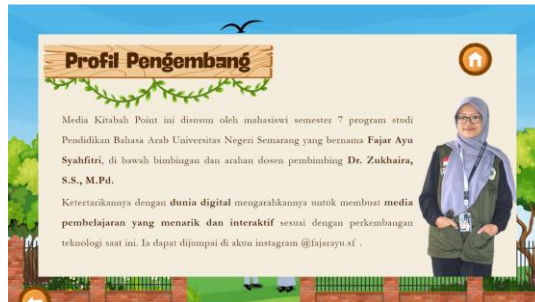 Profil Pengembang
Media Kitabah Point ini disusun oleh mahasiswi semester 7 program studi
Pendidikan Bahasa Arab Universitas Negeri Semarang yang bernama Fajar Ayu
Syahfitri, di bawah bimbingan dan arahan dosen pembimbing Dr. Zukhaira,
S.S., M.Pd.
Ketertarikannya dengan dunia digital mengarahkannya untuk membuat media
pembelajaran yang menarik dan interaktif sesuai dengan perkembangan
teknologi saat ini. Ia dapat dijumpai di akun instagram @fajarayu.sf .